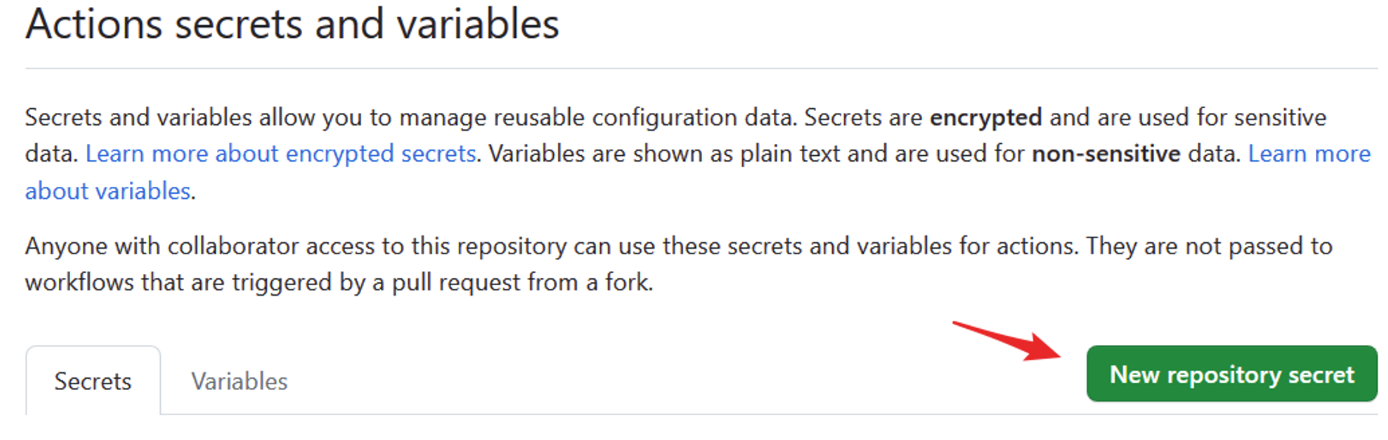 Actions secrets and variables
Secrets and variables allow you to manage reusable configuration data. Secrets are encrypted and are used for sensitive
data. Learn more about encrypted secrets. Variables are shown as plain text and are used for non-sensitive data. Learn more
about variables.
Anyone with collaborator access to this repository can use these secrets and variables for actions. They are not passed to
workflows that are triggered by a pull request from a fork.
Secrets Variables New repository secret